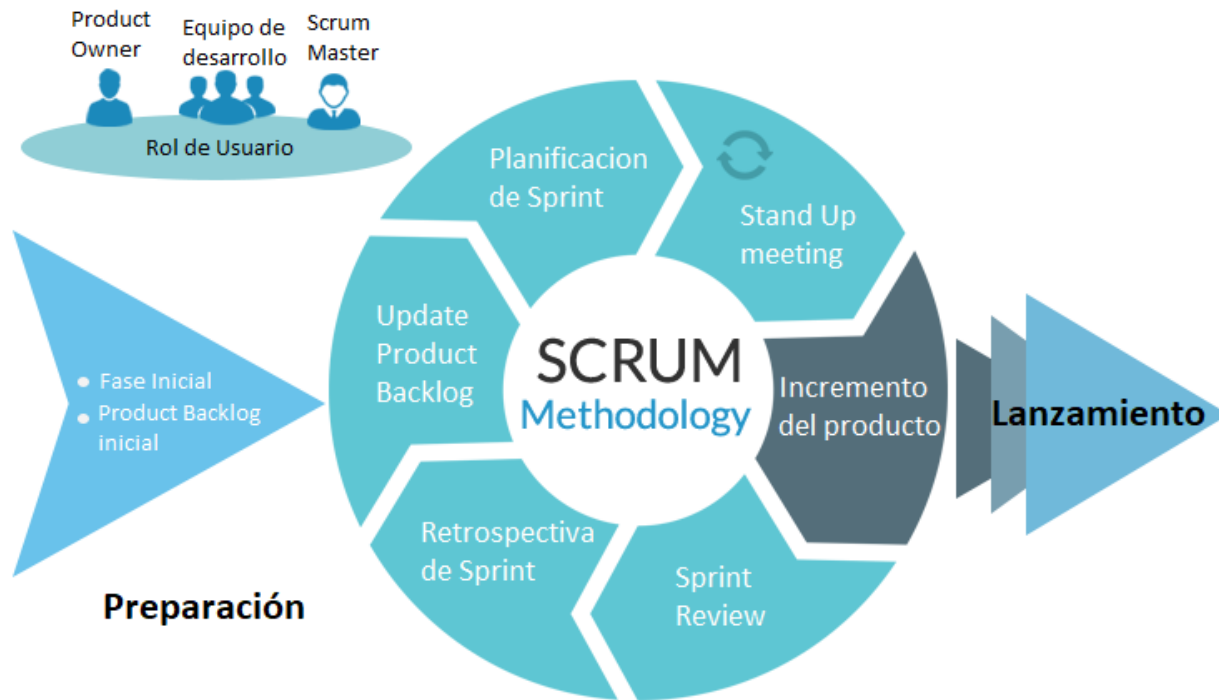 Product
Owner
Equipo de
desarrollo
Scrum
Master
Rol de Usuario
Planificacion
de Sprint
Stand Up
meeting
Update
Product
Backlog
Fase Inicial
Product Backlog
inicial
SCRUM
Methodology
Incremento
del producto
Lanzamiento
Retrospectiva
de Sprint
Sprint
Review
Preparación